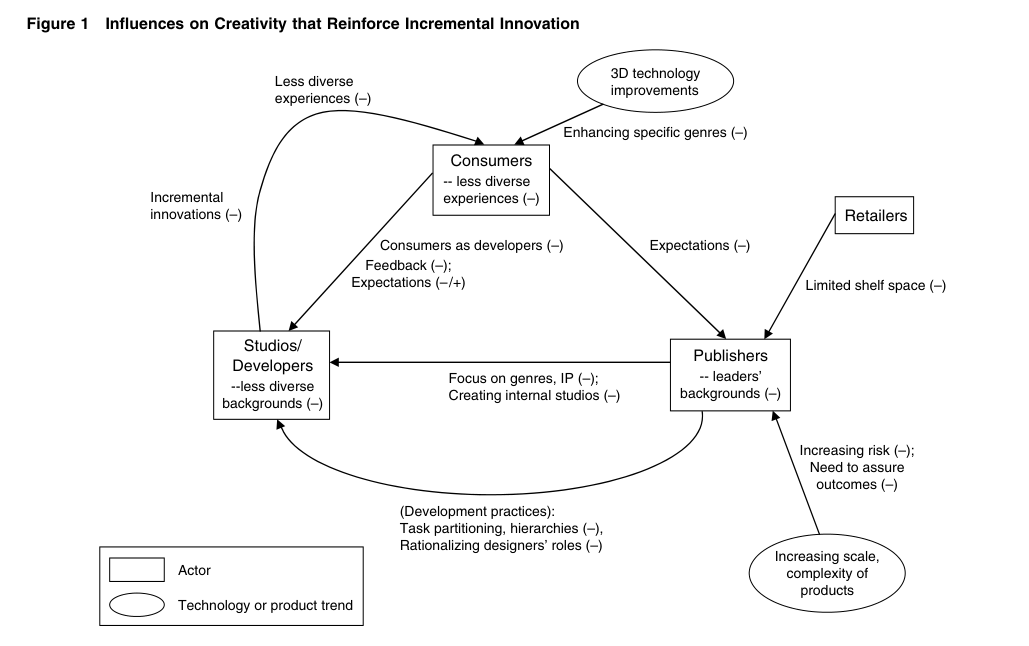 Figure 1 Influences on Creativity that Reinforce Incremental Innovation
Less diverse
experiences (–)
3D technology
improvements
Enhancing specific genres (–)
Consumers
-- less diverse
experiences (–)
Incremental
innovations (–)
Retailers
Consumers as developers (–)
Feedback (–);
Expectations (–/+)
Expectations (–)
Limited shelf space (–)
Studios/
Developers
--less diverse
backgrounds (–)
Publishers
-- leaders’
backgrounds (–)
Focus on genres, IP (–);
Creating internal studios (–)
Increasing risk (–);
Need to assure
outcomes (–)
(Development practices):
Task partitioning, hierarchies (–),
Rationalizing designers’ roles (–)
Increasing scale,
complexity of
products
Actor
Technology or product trend